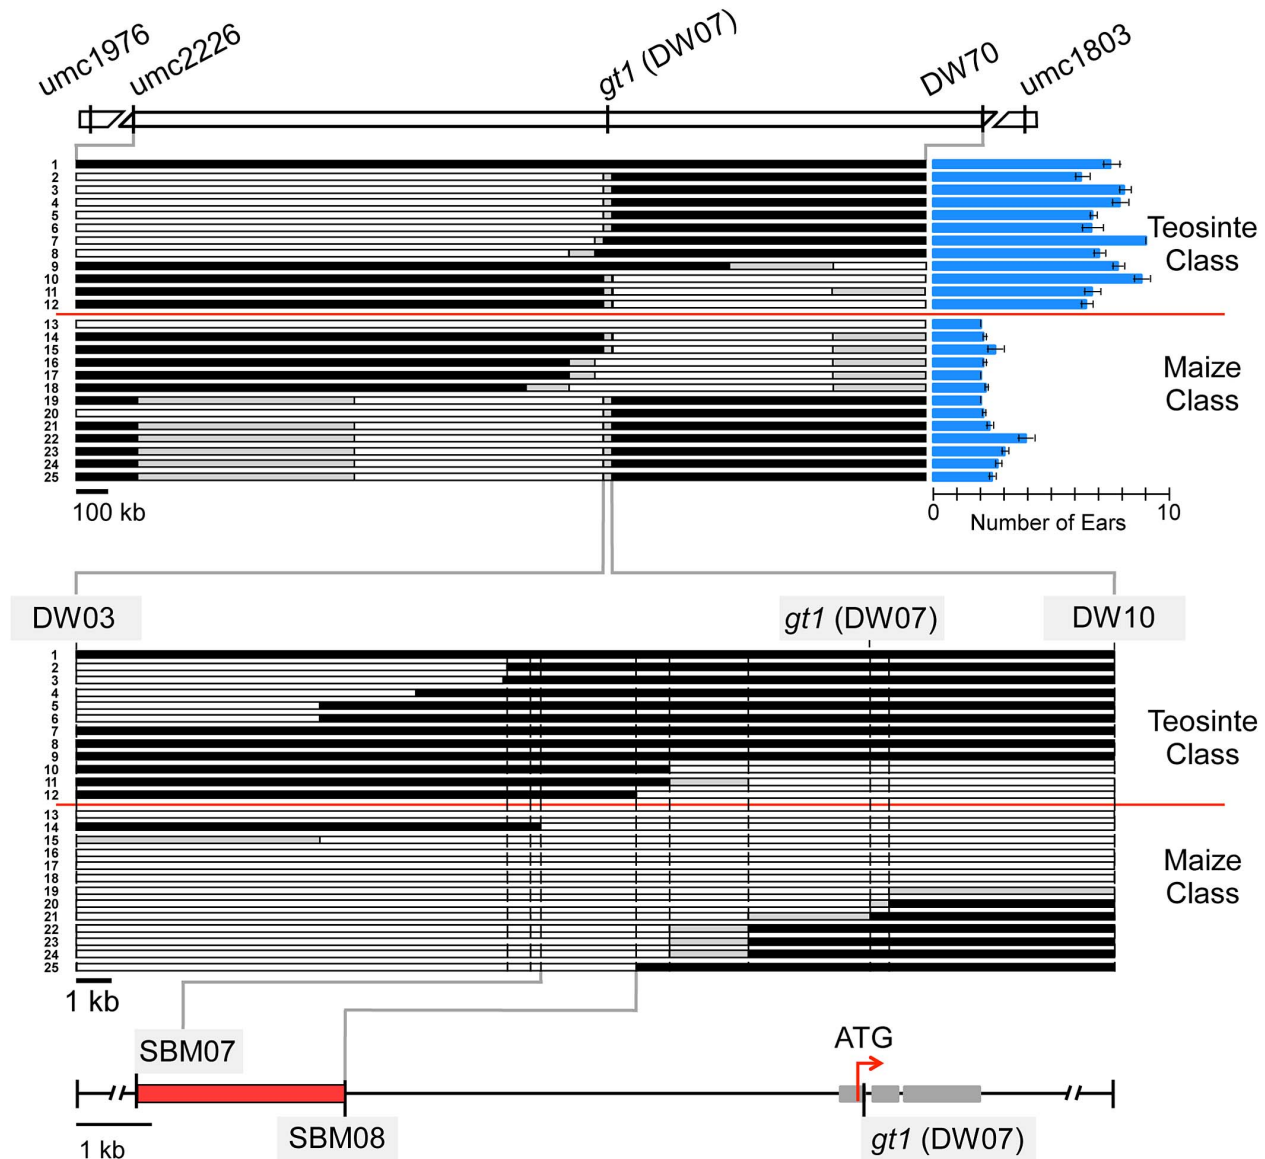 umc1976
umc2226
gt1 (DW07)
DW70
umc1803
1
2
3
4
5
6
7
8
9
10
11
12
Teosinte
Class
13
14
15
16
17
18
19
20
21
22
23
24
25
Maize
Class
100 kb
0
10
Number of Ears
DW03
gt1 (DW07)
DW10
1
2
3
4
5
6
7
8
9
10
11
12
Teosinte
Class
13
14
15
16
17
18
19
20
21
22
23
24
25
Maize
Class
1 kb
SBM07
ATG
1 kb
SBM08
gt1 (DW07)